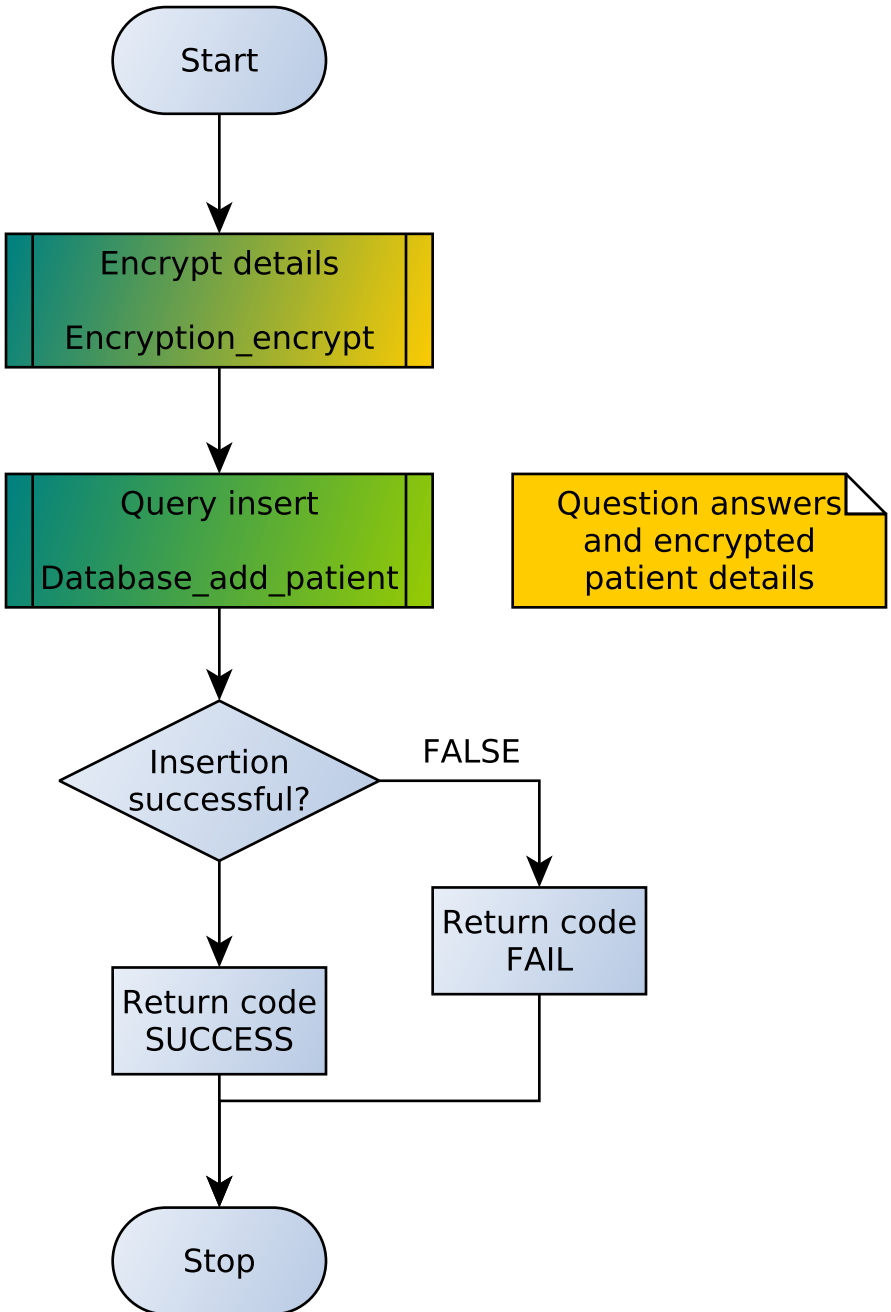 Start
Encrypt details
Encryption_encrypt
Query insert
Database_add_patient
Question answers
and encrypted
patient details
Insertion
successful?
FALSE
Return code
FAIL
Return code
SUCCESS
Stop